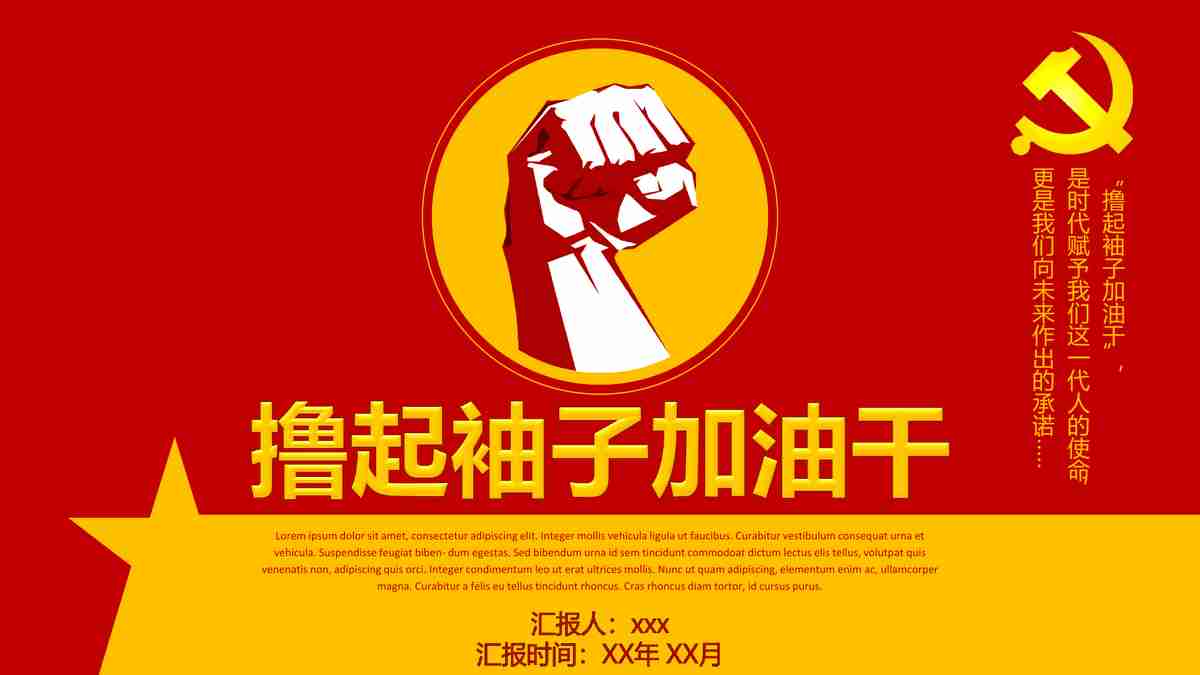 “撸起袖子加油干”，
是时代赋予我们这一代人的使命
更是我们向未来作出的承诺……
撸起袖子加油干
Lorem ipsum dolor sit amet, consectetur adipiscing elit. Integer mollis vehicula ligula ut faucibus. Curabitur vestibulum consequat urna et
vehicula. Suspendisse feugiat biben- dum egestas. Sed bibendum urna id sem tincidunt commodoat dictum lectus elis tellus, volutpat quis
venenatis non, adipiscing quis orci. Integer condimentum leo ut erat ultrices mollis. Nunc ut quam adipiscing, elementum enim ac, ullamcorper
magna. Curabitur a felis eu tellus tincidunt rhoncus. Cras rhoncus diam tortor, id cursus purus.
汇报人：xxx
汇报时间：XX年 XX月